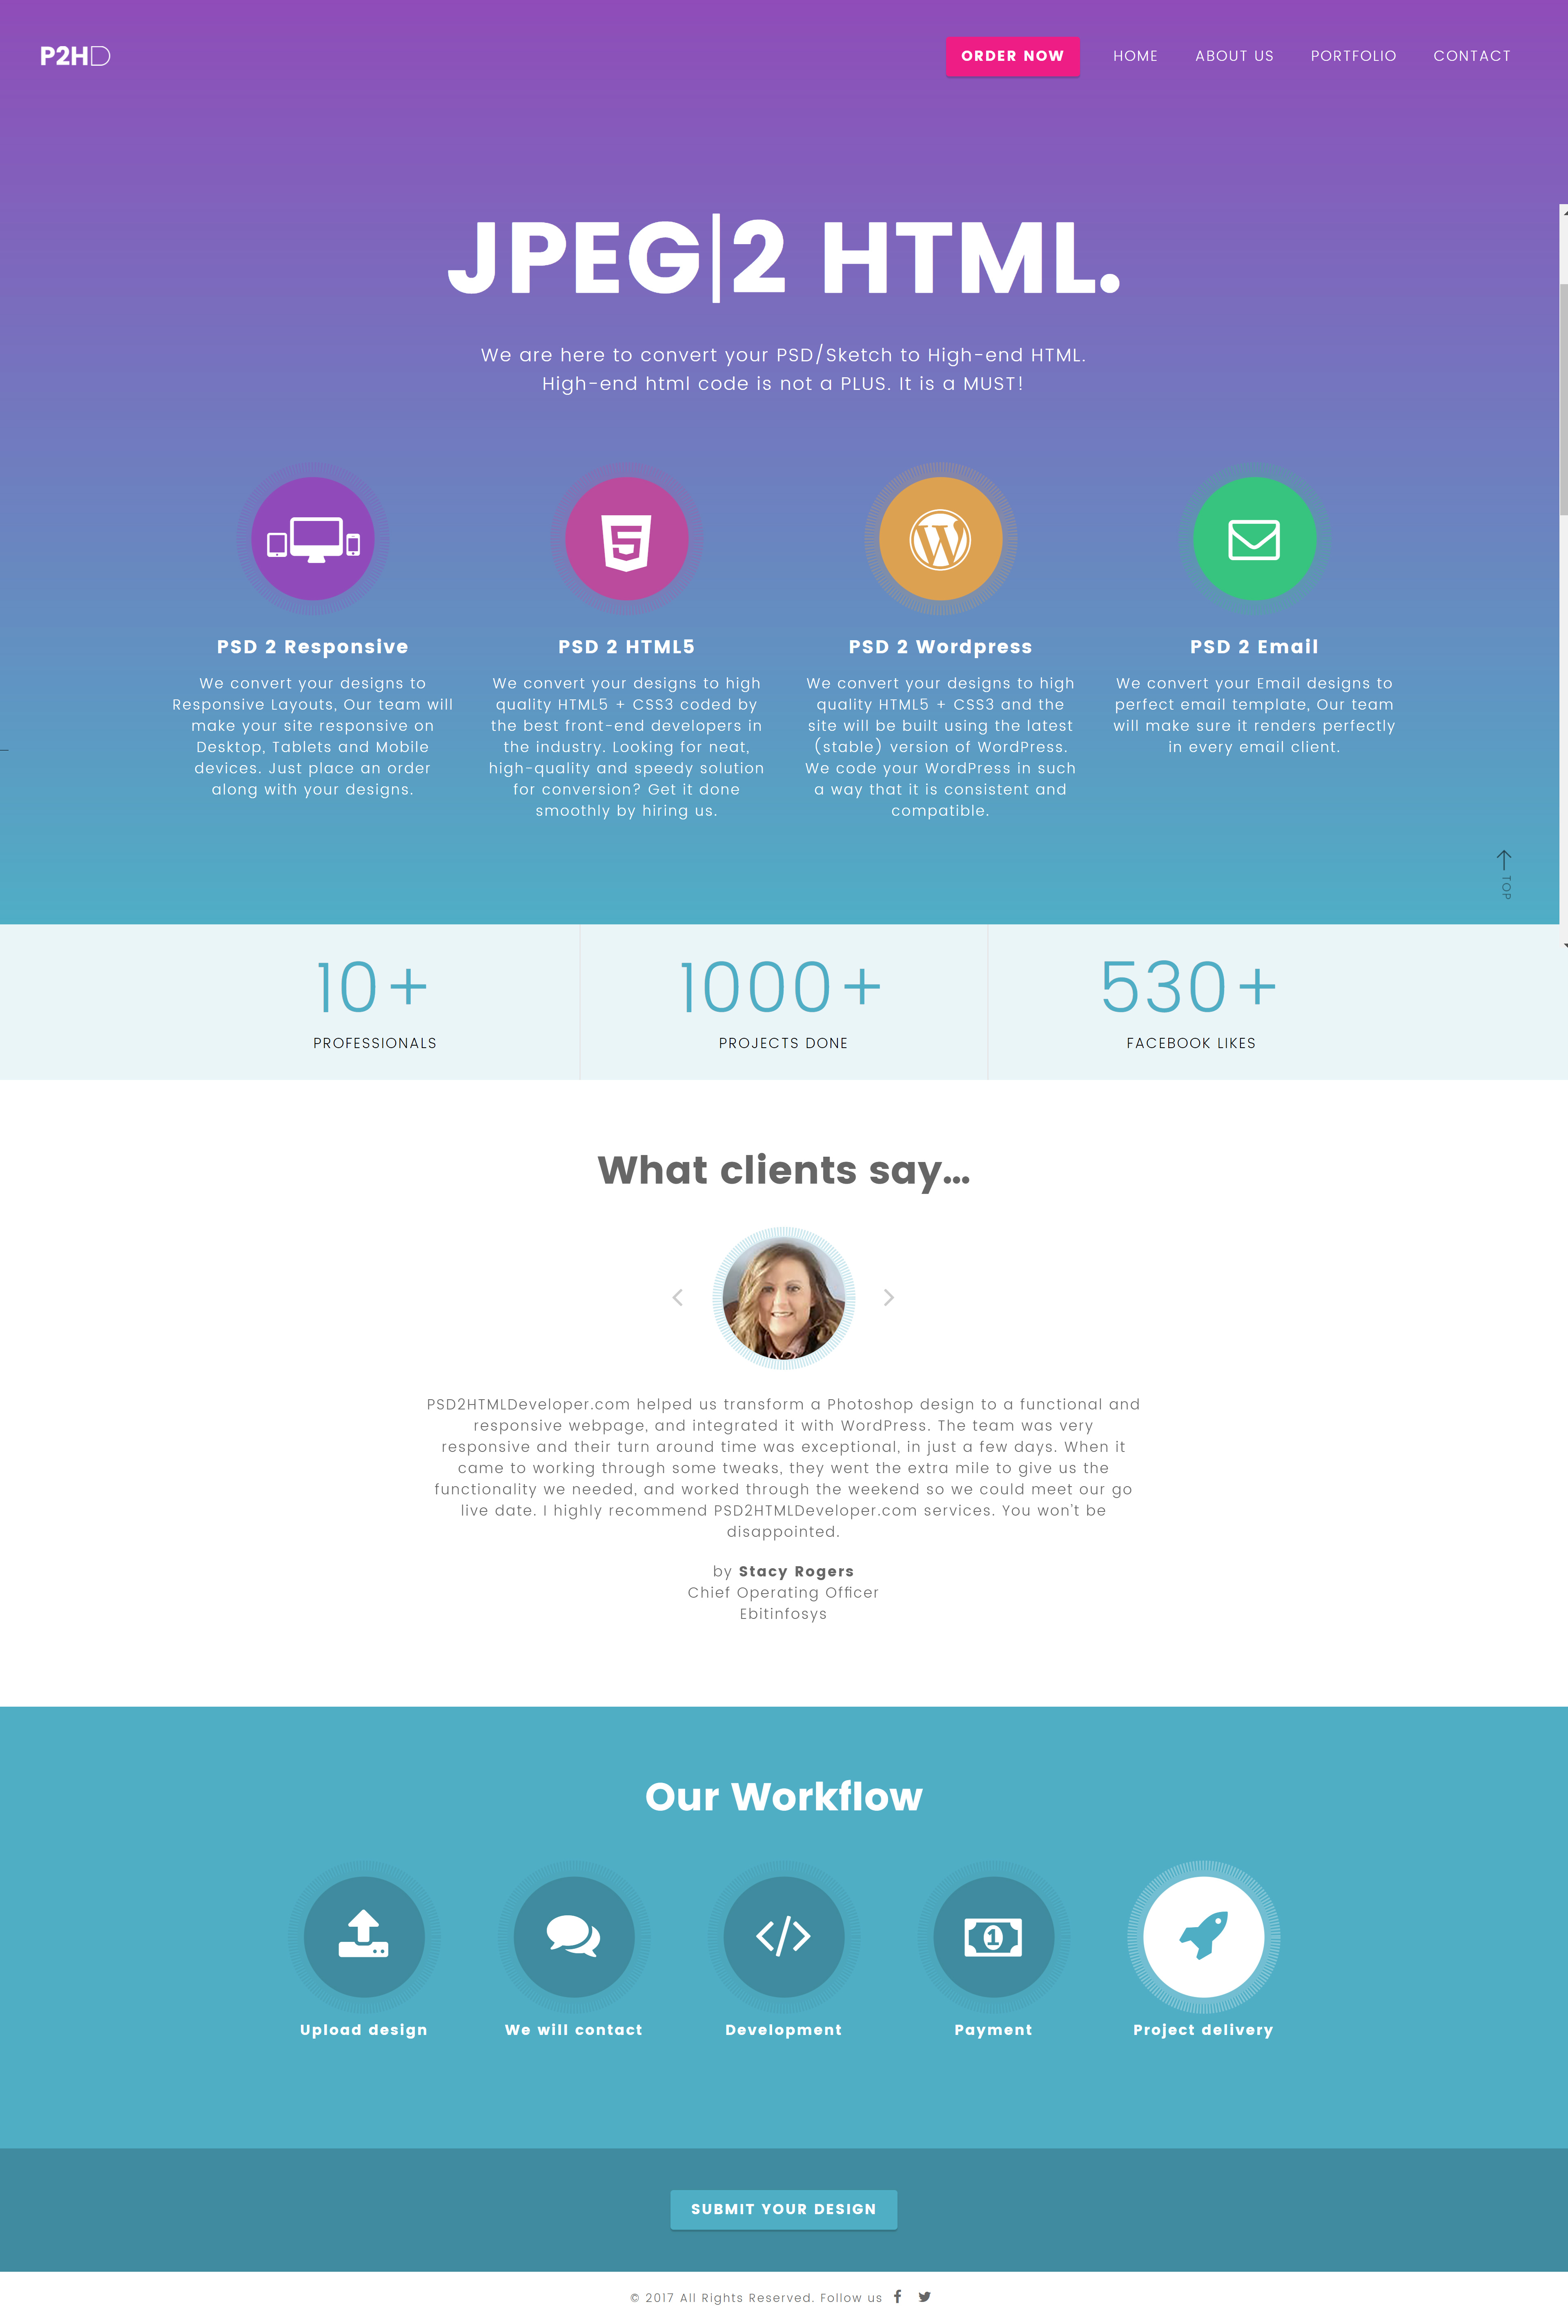 P2HD
ORDER NOW
HOME
ABOUT US
PORTFOLIO
CONTACT
JPEG|2 HTML.
We are here to convert your PSD/Sketch to High-end HTML.
High-end html code is not a PLUS. It is a MUST!
PSD 2 Responsive
We convert your designs to
Responsive Layouts, Our team will
make your site responsive on
Desktop, Tablets and Mobile
devices. Just place an order
along with your designs.
PSD 2 HTML5
We convert your designs to high
quality HTML5 + CSS3 coded by
the best front-end developers in
the industry. Looking for neat,
high-quality and speedy solution
for conversion? Get it done
smoothly by hiring us.
PSD 2 Wordpress
We convert your designs to high
quality HTML5 + CSS3 and the
site will be built using the latest
(stable) version of WordPress.
We code your WordPress in such
a way that it is consistent and
compatible.
PSD 2 Email
We convert your Email designs to
perfect email template, Our team
will make sure it renders perfectly
in every email client.
TOP
10+
PROFESSIONALS
1000+
PROJECTS DONE
530+
FACEBOOK LIKES
What clients say...
PSD2HTMLDeveloper.com helped us transform a Photoshop design to a functional and
responsive webpage, and integrated it with WordPress. The team was very
responsive and their turn around time was exceptional, in just a few days. When it
came to working through some tweaks, they went the extra mile to give us the
functionality we needed, and worked through the weekend so we could meet our go
live date. I highly recommend PSD2HTMLDeveloper.com services. You won't be
disappointed.
by Stacy Rogers
Chief Operating Officer
Ebitinfosys
Our Workflow
Upload design
We will contact
Development
1
Payment
Project delivery
SUBMIT YOUR DESIGN
© 2017 All Rights Reserved. Follow us